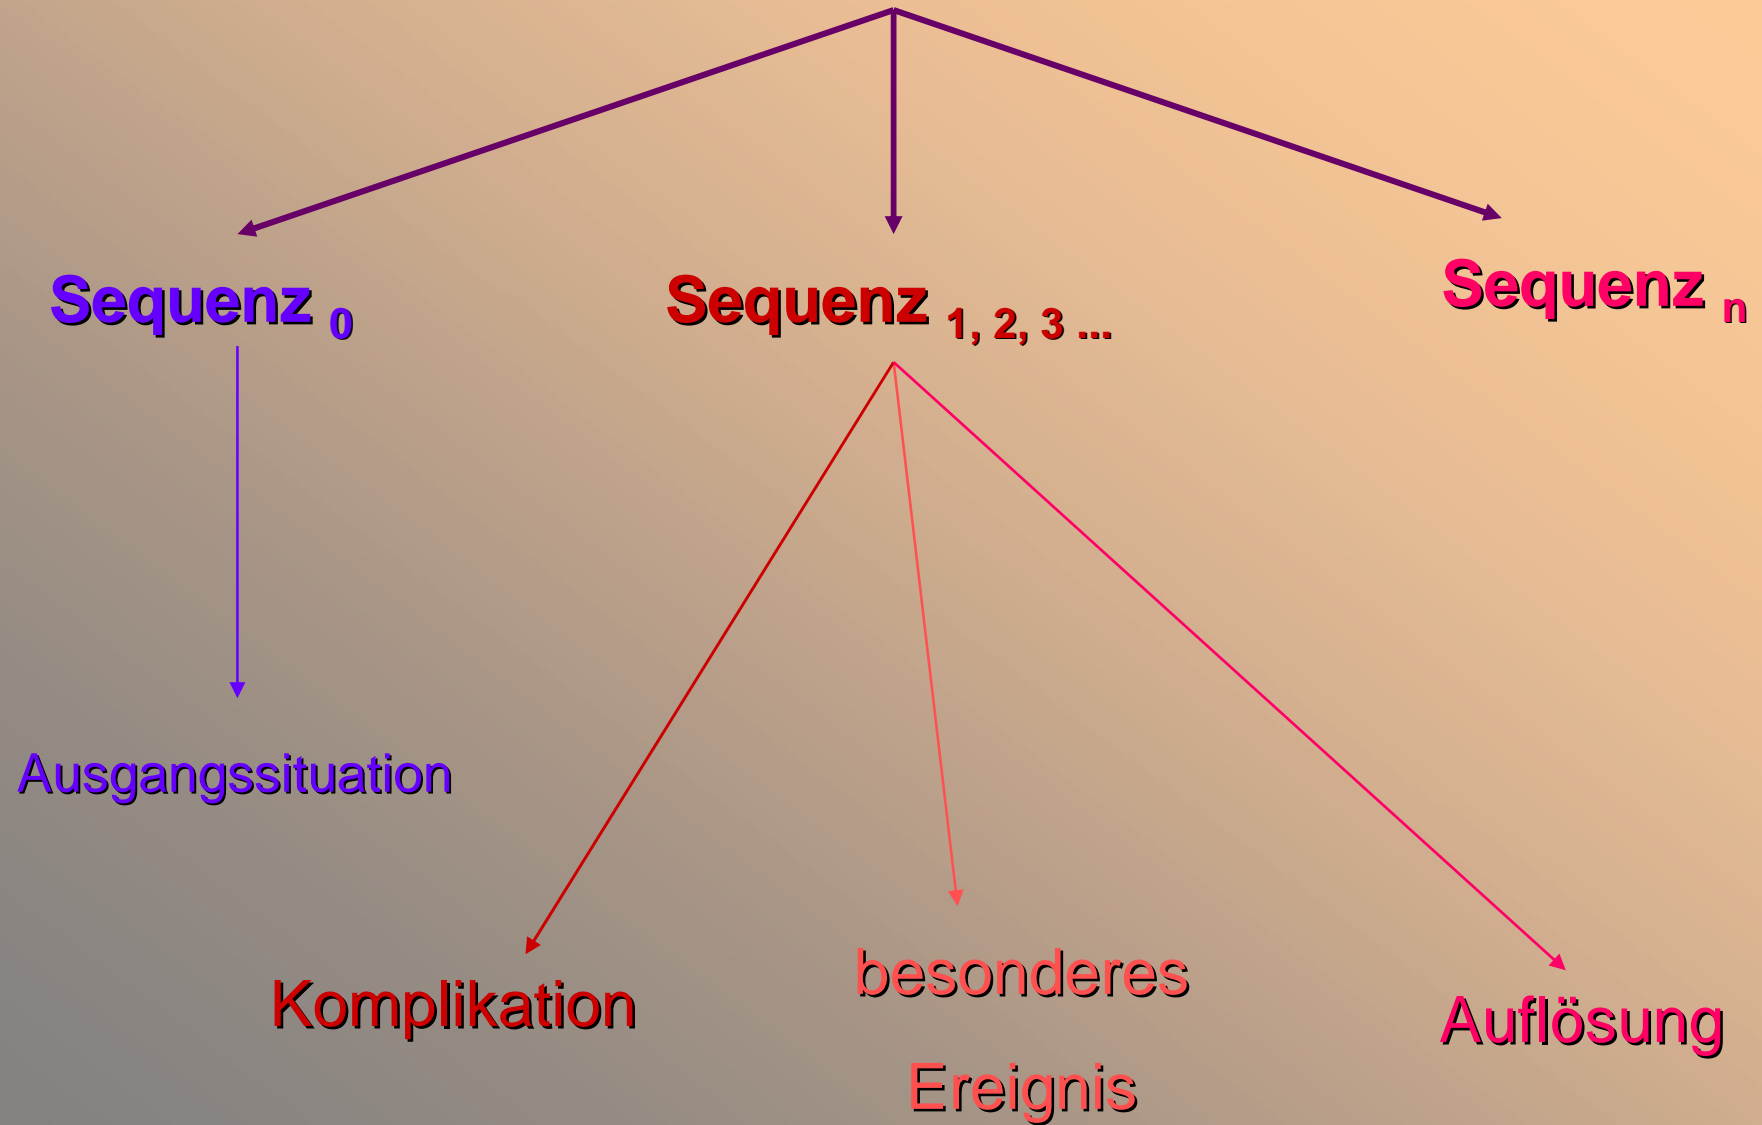 Sequenz 0
Sequenz 1, 2, 3 ...
Sequenz n
Ausgangssituation
Komplikation
besonderes
Ereignis
Auflösung